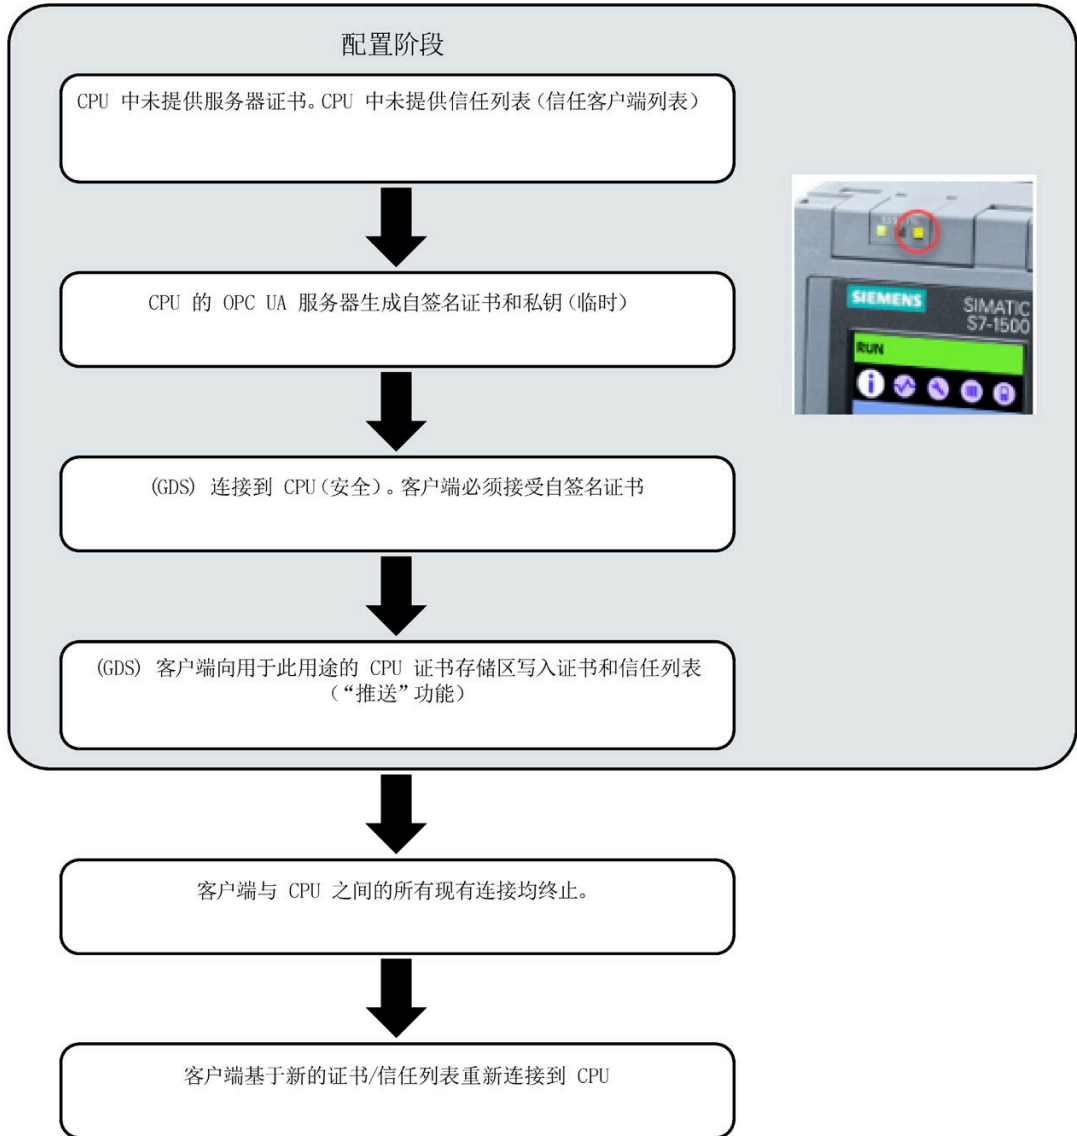 配置阶段
CPU 中未提供服务器证书。CPU 中未提供信任列表(信任客户端列表)
CPU 的 OPC UA 服务器生成自签名证书和私钥(临时)
SIEMENS
SIMATIC
S7-1500
RUN
(GDS) 连接到 CPU(安全)。客户端必须接受自签名证书
(GDS) 客户端向用于此用途的 CPU 证书存储区写入证书和信任列表
(“推送”功能)
客户端与 CPU 之间的所有现有连接均终止。
客户端基于新的证书/信任列表重新连接到 CPU